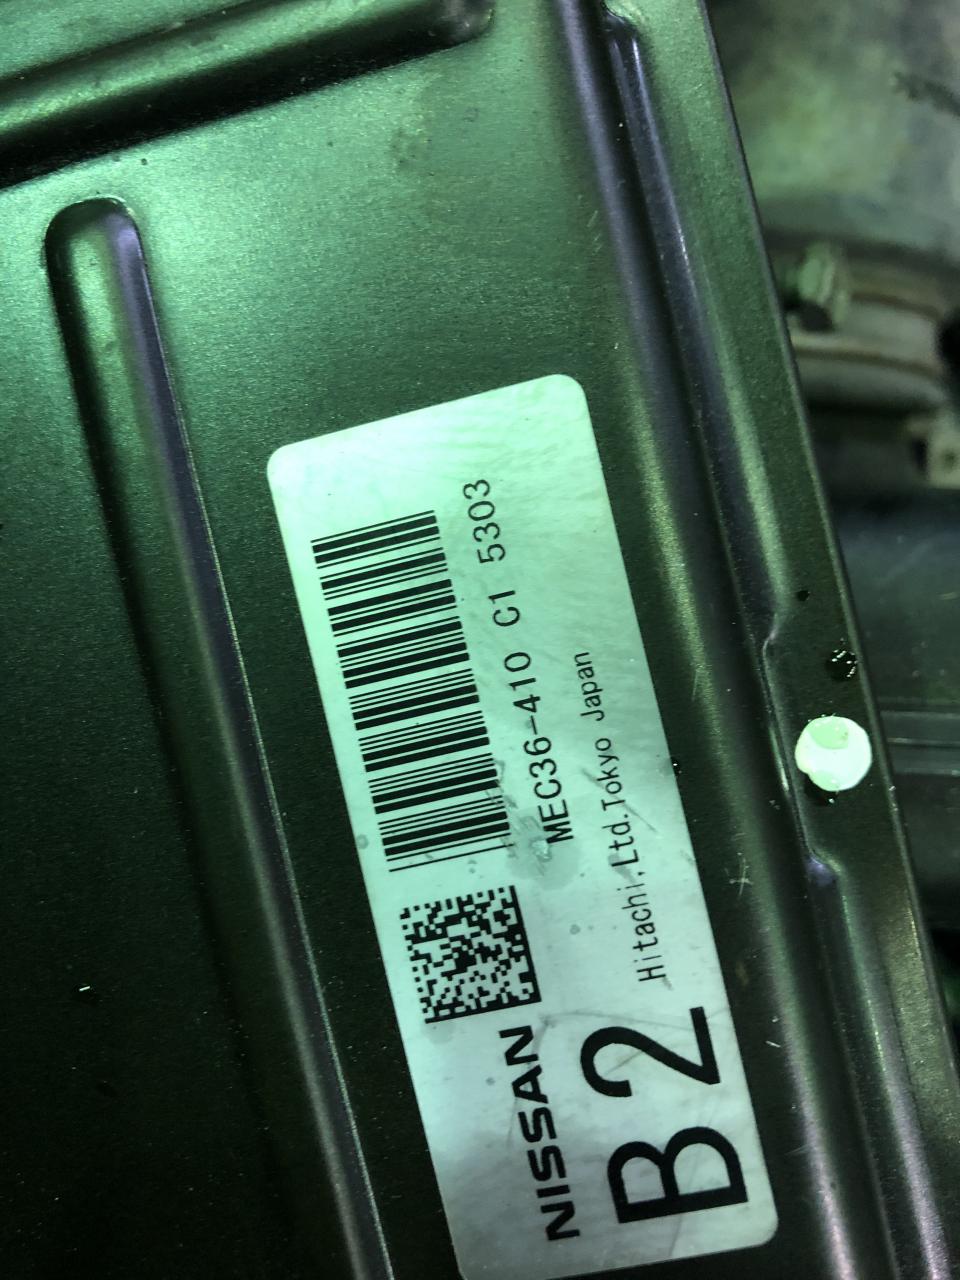 NISSAN
MEC36-410 C1 5303
B2
Hitachi,Ltd.Tokyo Japan